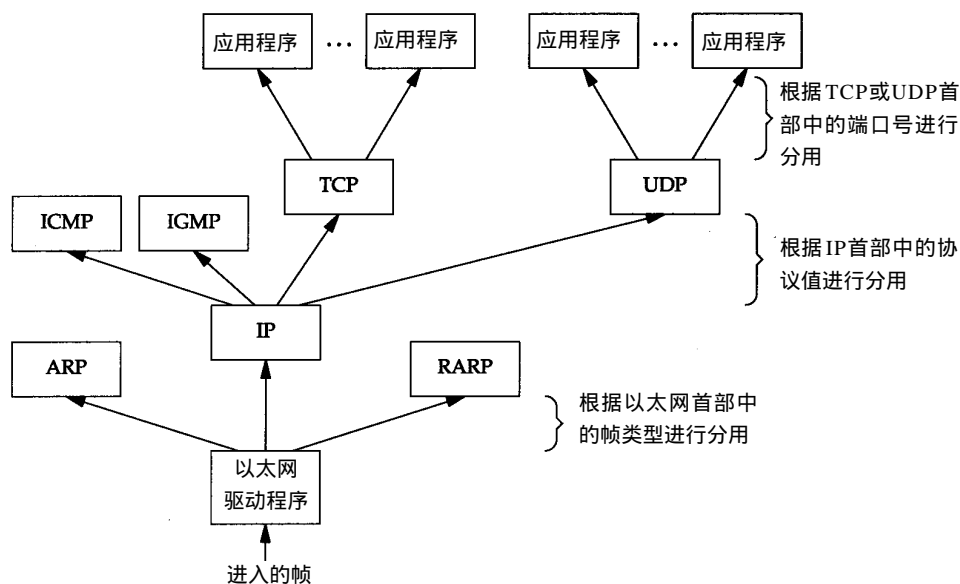 应用程序 … 应用程序 应用程序 … 应用程序
根据TCP或UDP首
部中的端口号进行
分用
TCP UDP
ICMP IGMP
根据IP首部中的协
议值进行分用
IP
ARP RARP
根据以太网首部中
的帧类型进行分用
以太网
驱动程序
进入的帧